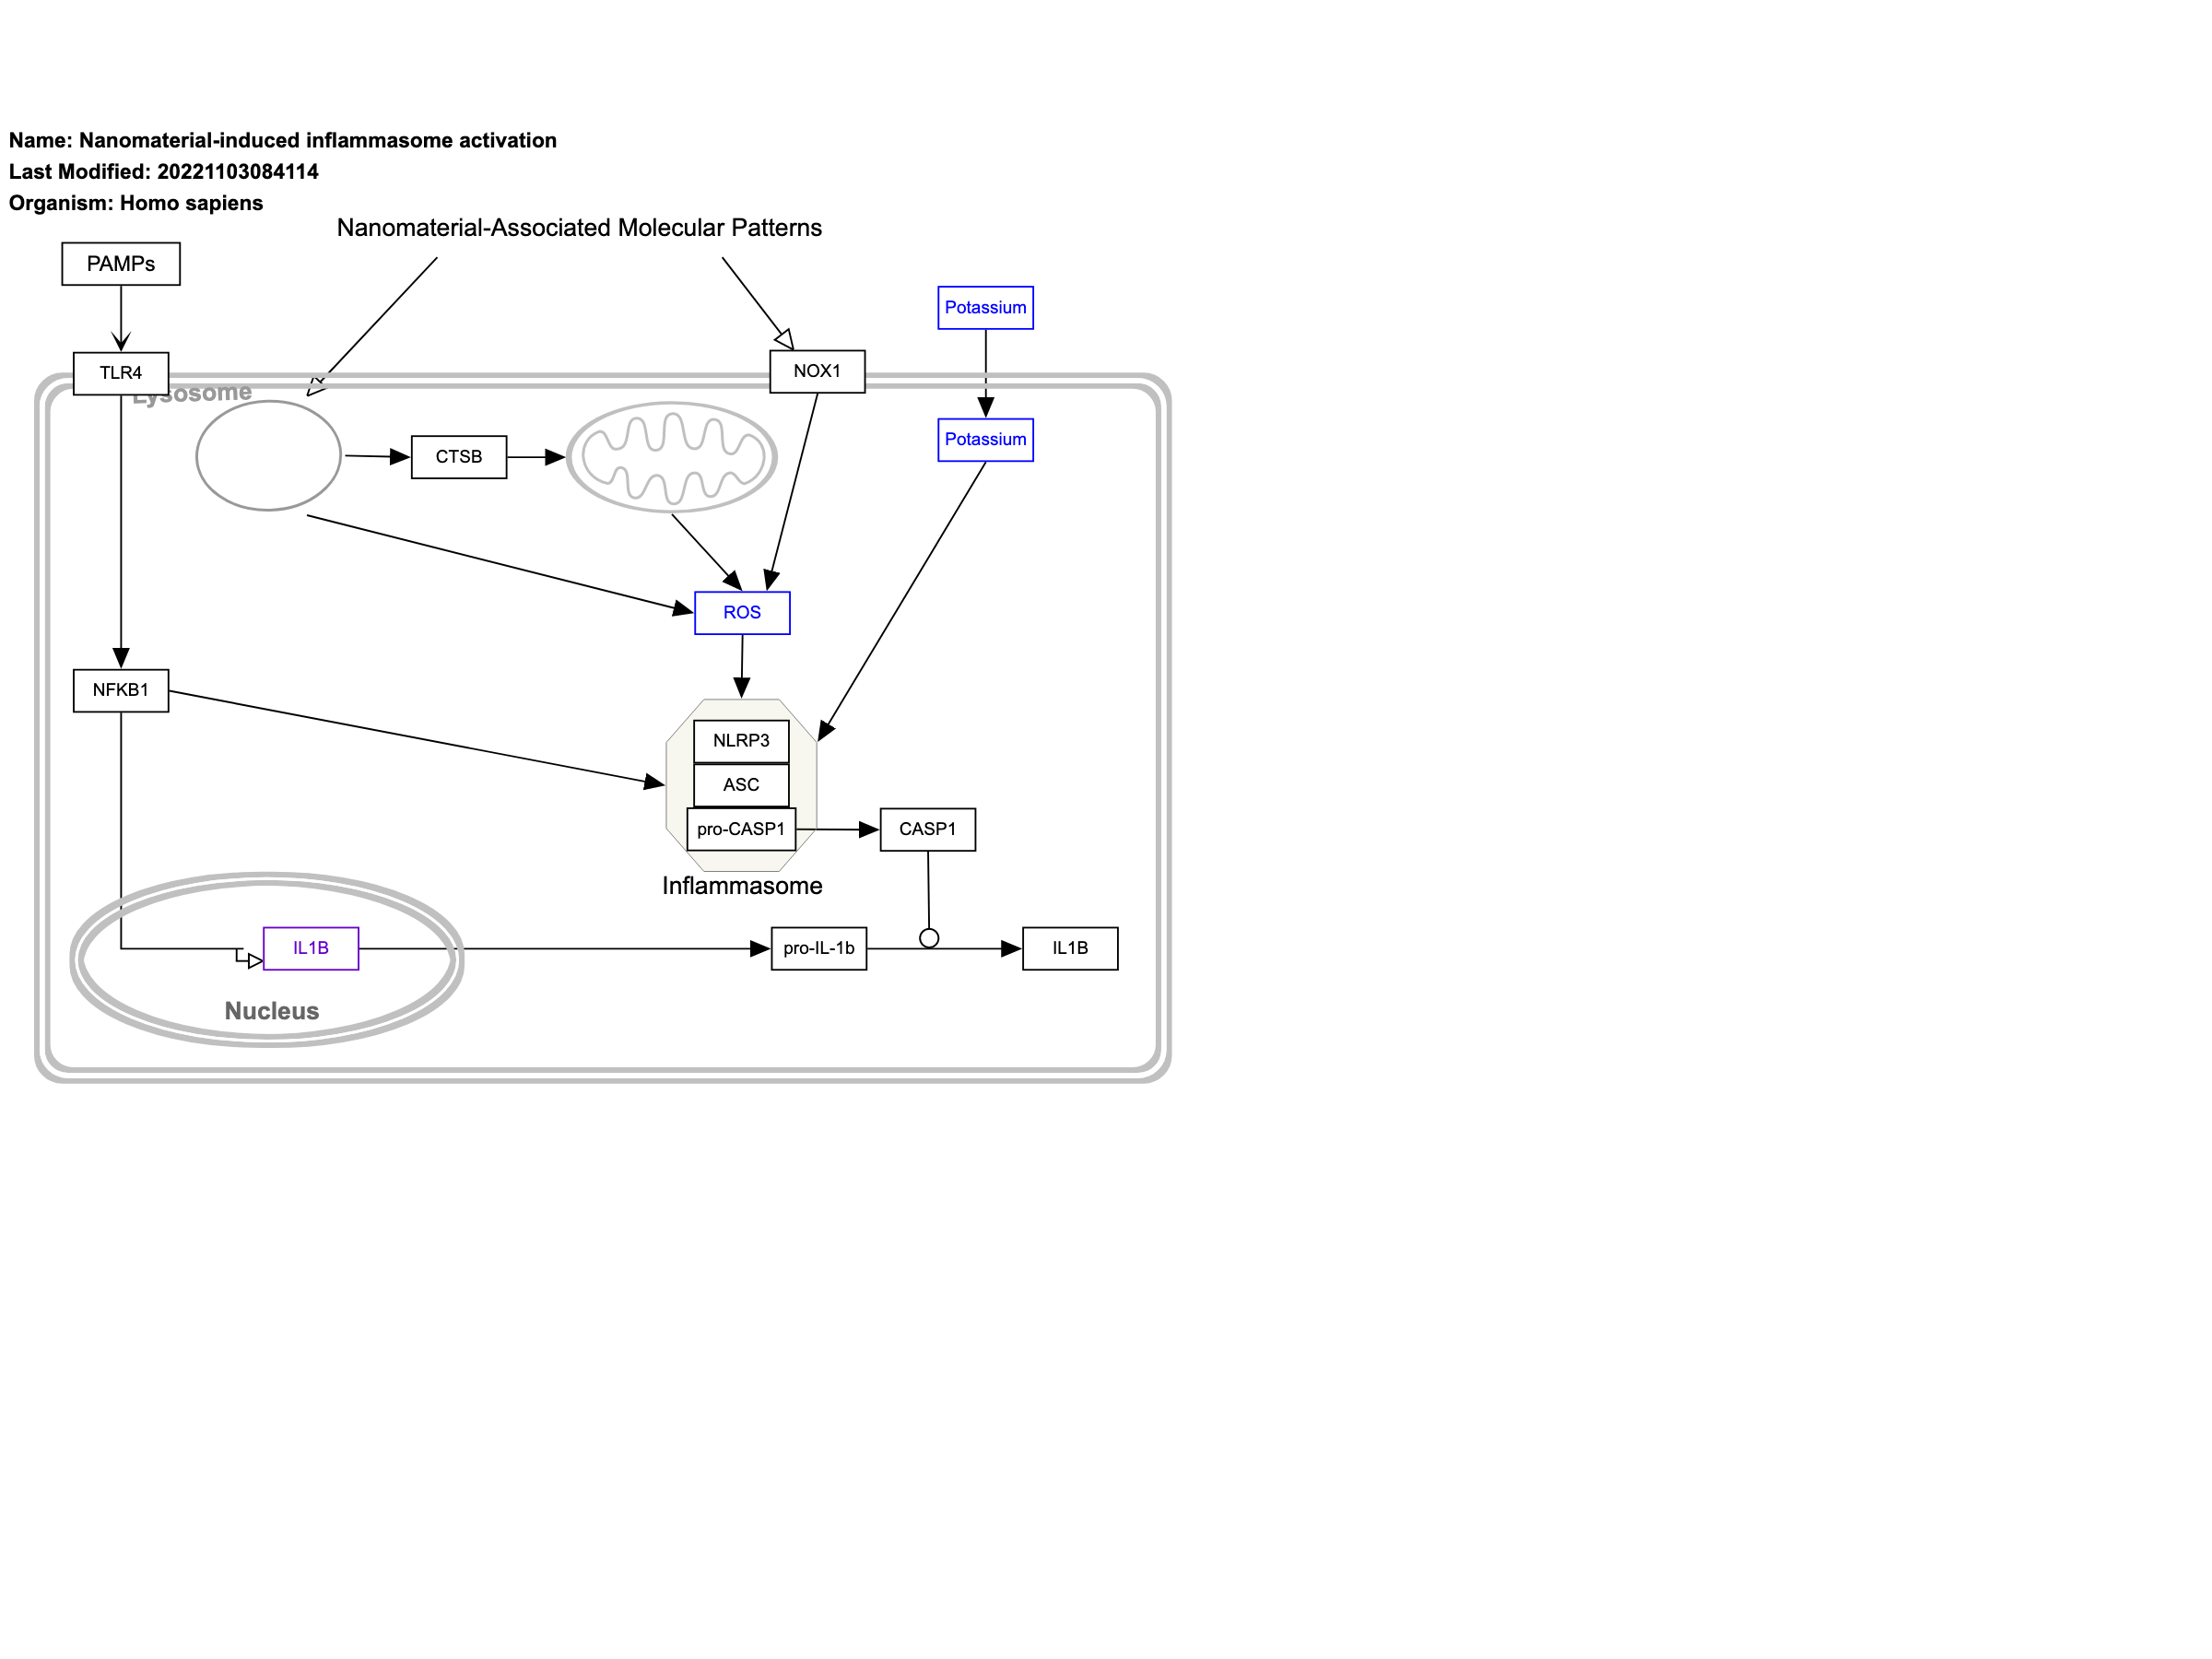 Name: Nanomaterial-induced inflammasome activation
Last Modified: 20221103084114
Organism: Homo sapiens
Nanomaterial-Associated Molecular Patterns
PAMPs
Potassium
TLR4
NOX1
Lysosome
Potassium
CTSB
ROS
NFKB1
NLRP3
ASC
pro-CASP1
CASP1
Inflammasome
IL1B
pro-IL-1b
IL1B
Nucleus